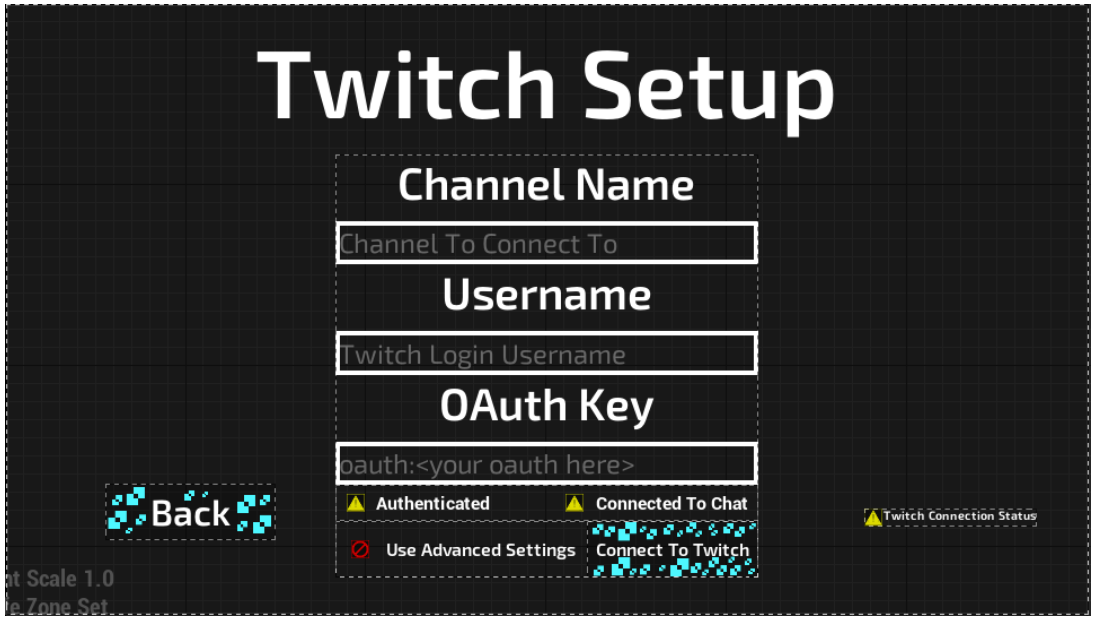 Twitch Setup
Channel Name
Channel To Connect To
Username
Twitch Login Username
OAuth Key
oauth:<your oauth here>
Authenticated
Connected To Chat
Back
Twitch Connection Status
Use Advanced Settings
Connect To Twitch
Scale 1.0
Zone Set